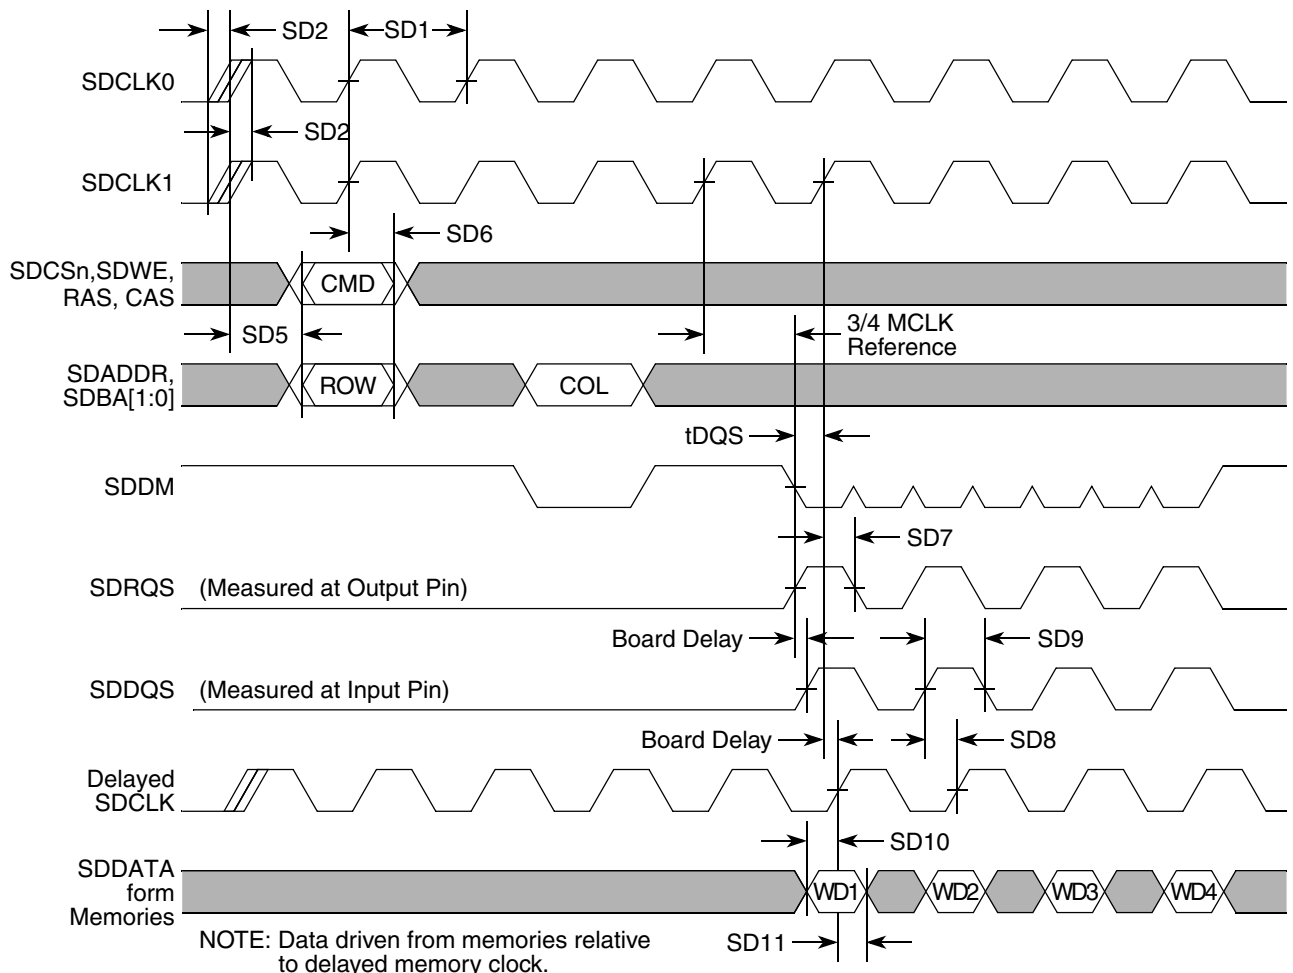 SD2
SD1
SDCLK0
SD2
SDCLK1
SD6
SDCSn,SDWE,
RAS, CAS
CMD
SD5
3/4 MCLK
Reference
SDADDR,
SDBA[1:0]
ROW
COL
tDQS
SDDM
SD7
SDRQS (Measured at Output Pin)
Board Delay
SD9
SDDQS (Measured at Input Pin)
Board Delay
SD8
Delayed
SDCLK
SD10
SDDATA
form
Memories
WD1
WD2
WD3
WD4
NOTE: Data driven from memories relative
to delayed memory clock.
SD11